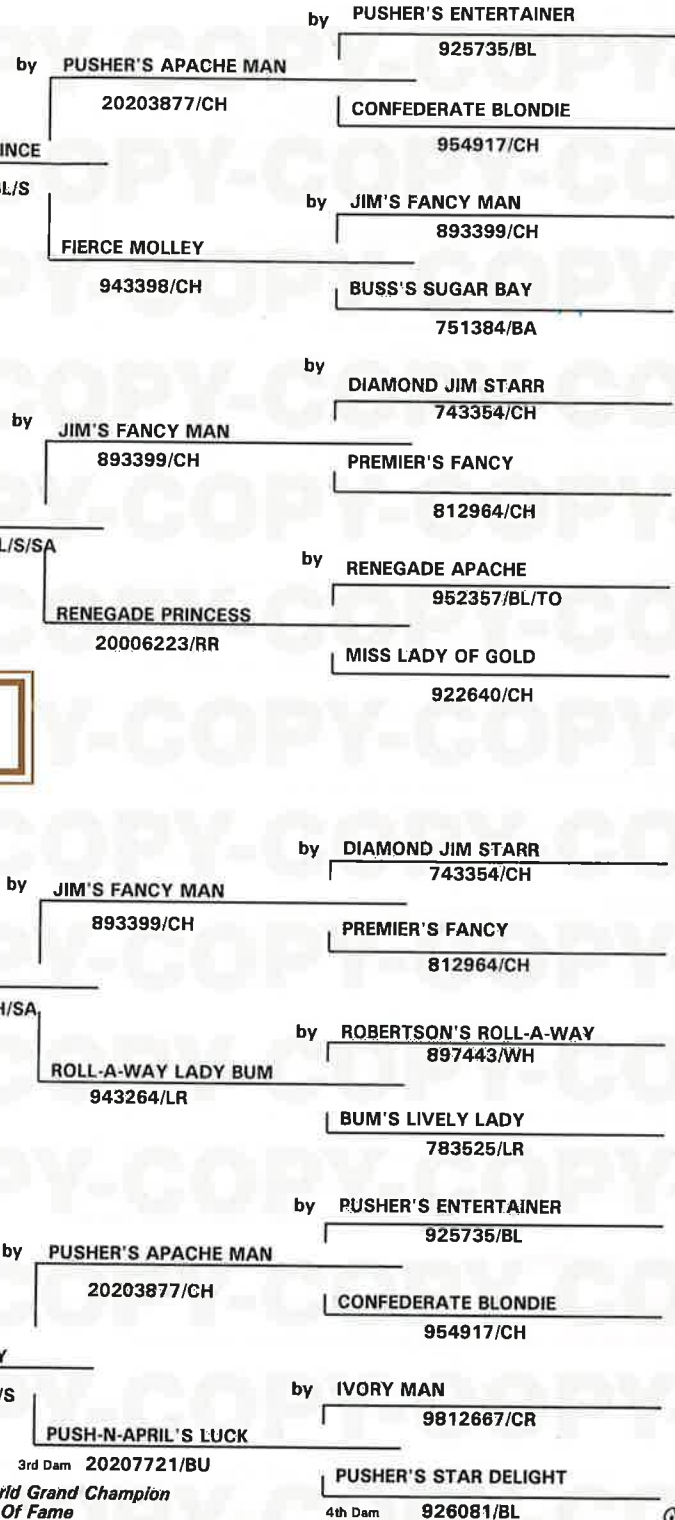 by PUSHER'S ENTERTAINER
925735/BL
by PUSHER'S APACHE MAN
20203877/CH
CONFEDERATE BLONDIE
954917/CH
INCE
BL/S
by JIM'S FANCY MAN
893399/CH
FIERCE MOLLEY
943398/CH
BUSS'S SUGAR BAY
751384/BA
by DIAMOND JIM STARR
743354/CH
by JIM'S FANCY MAN
893399/CH
PREMIER'S FANCY
812964/CH
L/S/SA
by RENEGADE APACHE
952357/BL/TO
RENEGADE PRINCESS
20006223/RR
MISS LADY OF GOLD
922640/CH
by DIAMOND JIM STARR
743354/CH
by JIM'S FANCY MAN
893399/CH
PREMIER'S FANCY
812964/CH
H/SA
by ROBERTSON'S ROLL-A-WAY
897443/WH
ROLL-A-WAY LADY BUM
943264/LR
BUM'S LIVELY LADY
783525/LR
by PUSHER'S ENTERTAINER
925735/BL
by PUSHER'S APACHE MAN
20203877/CH
CONFEDERATE BLONDIE
954917/CH
Y
/S
by IVORY MAN
9812667/CR
PUSH-N-APRIL'S LUCK
3rd Dam 20207721/BU
rld Grand Champion
Of Fame
PUSHER'S STAR DELIGHT
4th Dam 926081/BL
COPY-COPY-COPY-COPY